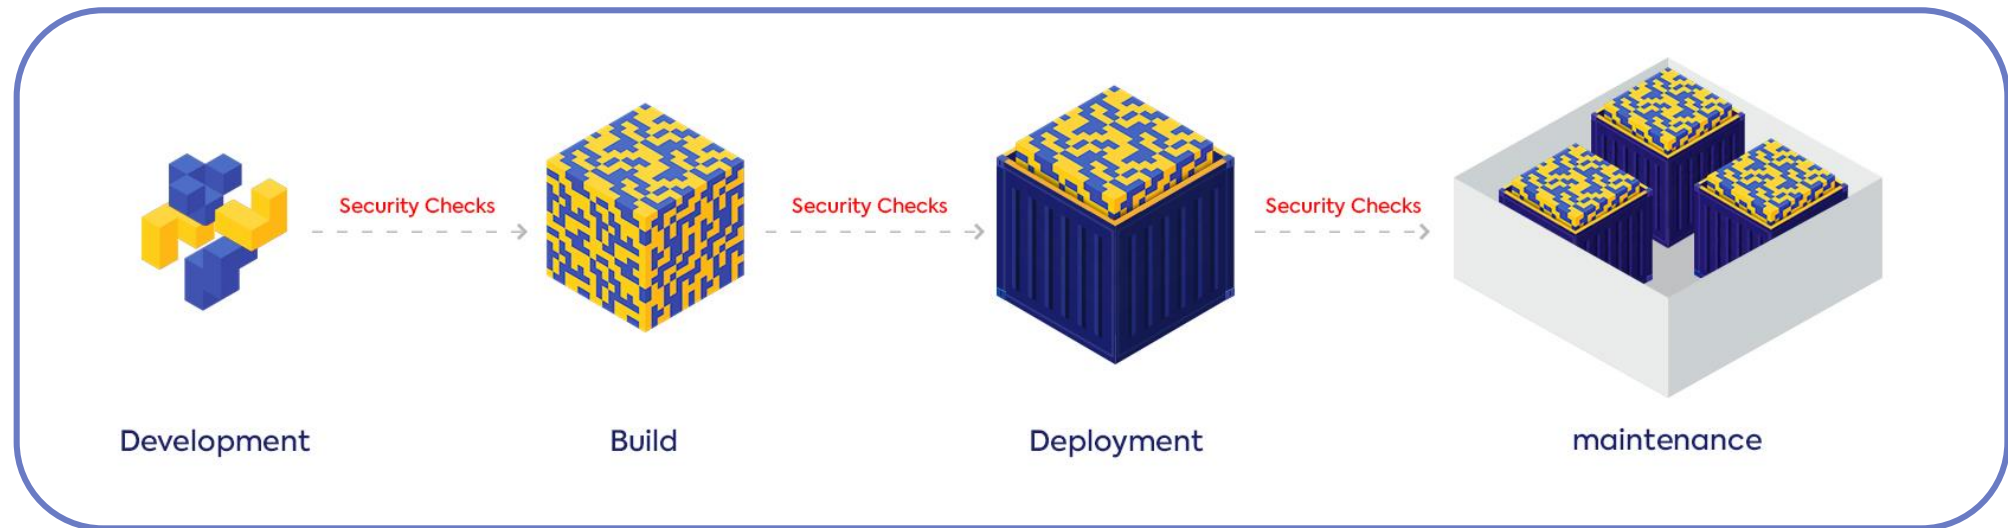 Security Checks
Security Checks
Security Checks
Development
Build
Deployment
maintenance